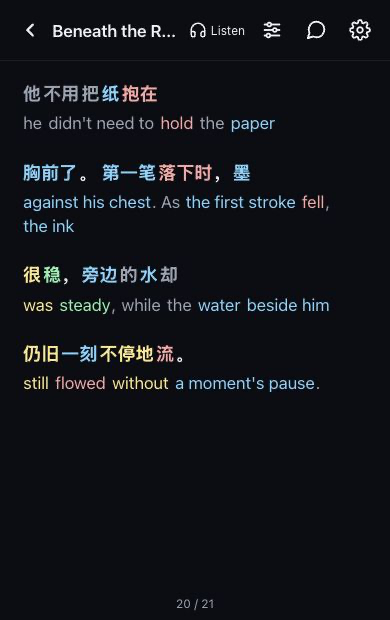 Beneath the R... Listen
他不用把纸抱在
he didn't need to hold the paper
胸前了。第一笔落下时，墨
against his chest. As the first stroke fell,
the ink
很稳，旁边的水却
was steady, while the water beside him
仍旧一刻不停地流。
still flowed without a moment's pause.
20 / 21